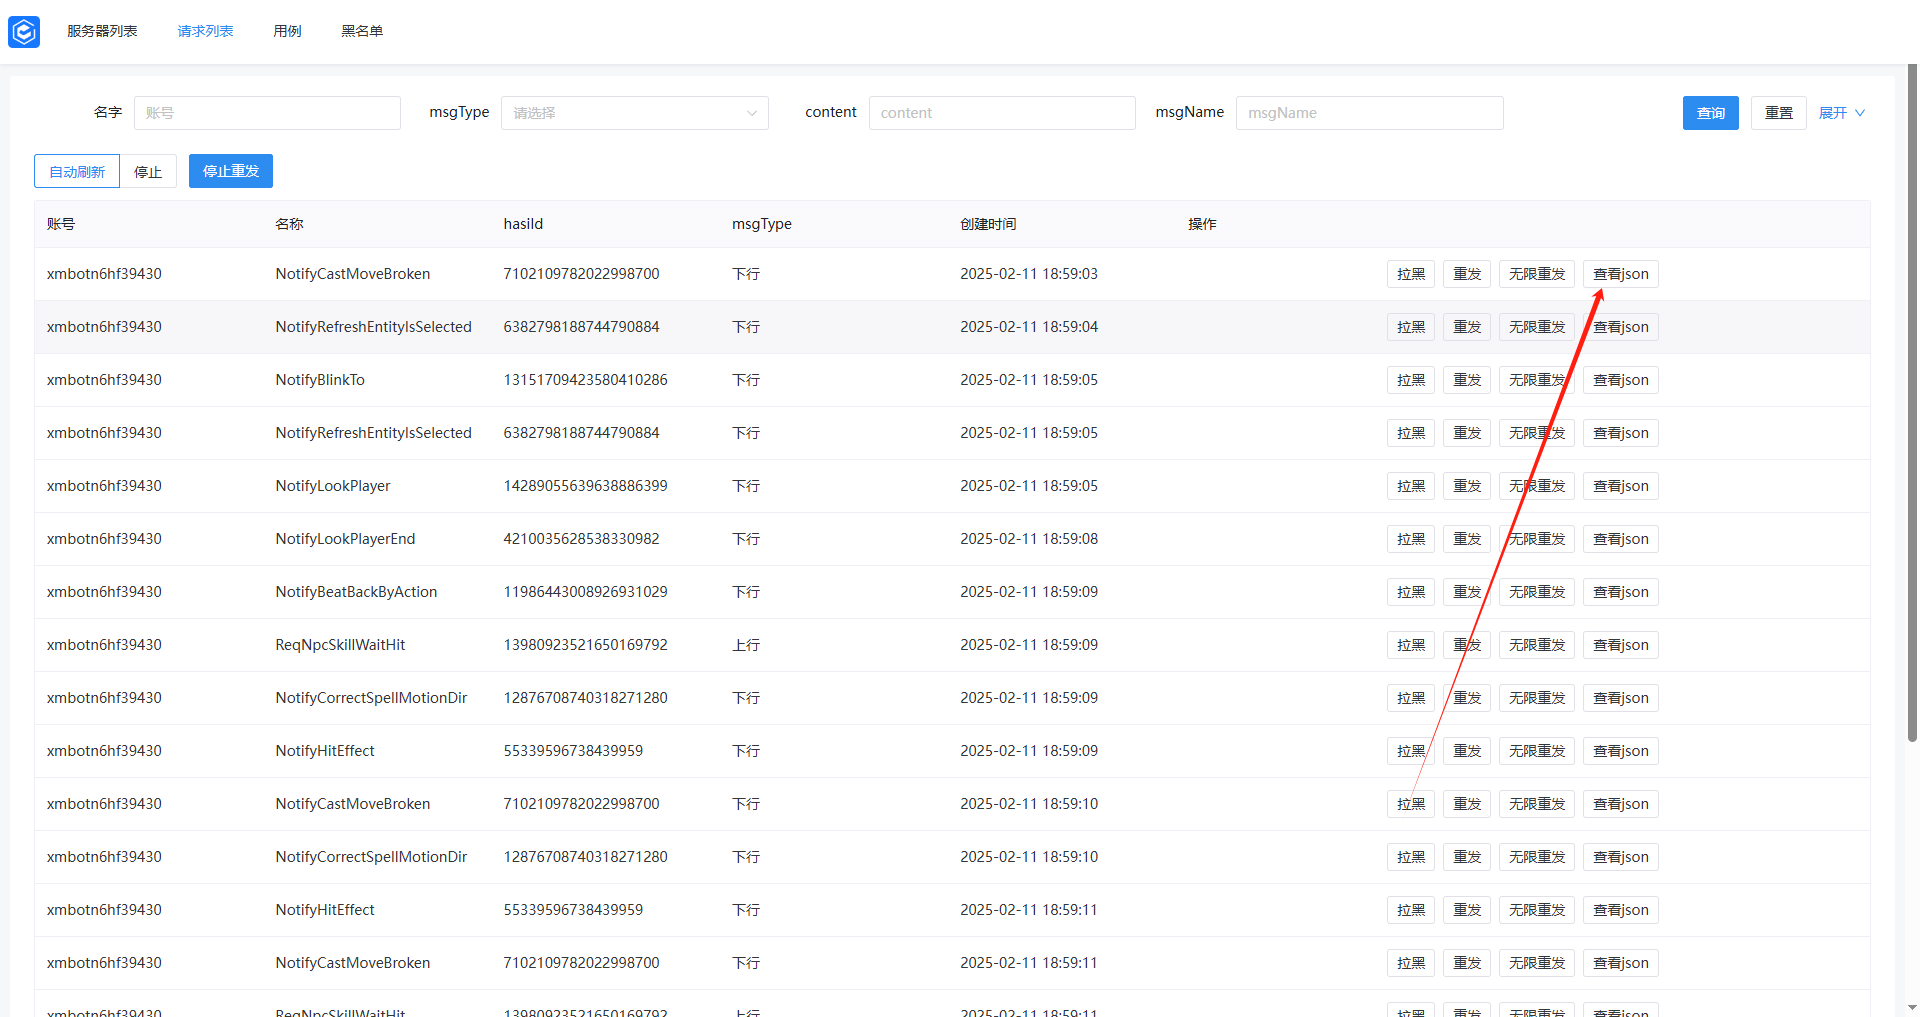 服务器列表 请求列表 用例 黑名单
名字 账号 msgType 请选择 content content msgName msgName 查询 重置 展开
自动刷新 停止 停止重发
账号 名称 hasiId msgType 创建时间 操作
xmbotn6hf39430 NotifyCastMoveBroken 7102109782022998700 下行 2025-02-11 18:59:03 拉黑 重发 无限重发 查看json
xmbotn6hf39430 NotifyRefreshEntityIsSelected 6382798188744790884 下行 2025-02-11 18:59:04 拉黑 重发 无限重发 查看json
xmbotn6hf39430 NotifyBlinkTo 13151709423580410286 下行 2025-02-11 18:59:05 拉黑 重发 无限重发 查看json
xmbotn6hf39430 NotifyRefreshEntityIsSelected 6382798188744790884 下行 2025-02-11 18:59:05 拉黑 重发 无限重发 查看json
xmbotn6hf39430 NotifyLookPlayer 14289055639638886399 下行 2025-02-11 18:59:05 拉黑 重发 无限重发 查看json
xmbotn6hf39430 NotifyLookPlayerEnd 4210035628538330982 下行 2025-02-11 18:59:08 拉黑 重发 无限重发 查看json
xmbotn6hf39430 NotifyBeatBackByAction 11986443008926931029 下行 2025-02-11 18:59:09 拉黑 重发 无限重发 查看json
xmbotn6hf39430 ReqNpcSkillWaitHit 13980923521650169792 上行 2025-02-11 18:59:09 拉黑 重发 无限重发 查看json
xmbotn6hf39430 NotifyCorrectSpellMotionDir 12876708740318271280 下行 2025-02-11 18:59:09 拉黑 重发 无限重发 查看json
xmbotn6hf39430 NotifyHitEffect 55339596738439959 下行 2025-02-11 18:59:09 拉黑 重发 无限重发 查看json
xmbotn6hf39430 NotifyCastMoveBroken 7102109782022998700 下行 2025-02-11 18:59:10 拉黑 重发 无限重发 查看json
xmbotn6hf39430 NotifyCorrectSpellMotionDir 12876708740318271280 下行 2025-02-11 18:59:10 拉黑 重发 无限重发 查看json
xmbotn6hf39430 NotifyHitEffect 55339596738439959 下行 2025-02-11 18:59:11 拉黑 重发 无限重发 查看json
xmbotn6hf39430 NotifyCastMoveBroken 7102109782022998700 下行 2025-02-11 18:59:11 拉黑 重发 无限重发 查看json
xmbotn6hf39430 ReqNpcSkillWaitHit 13980923521650169792 上行 2025-02-11 18:59:11 拉黑 重发 无限重发 查看json